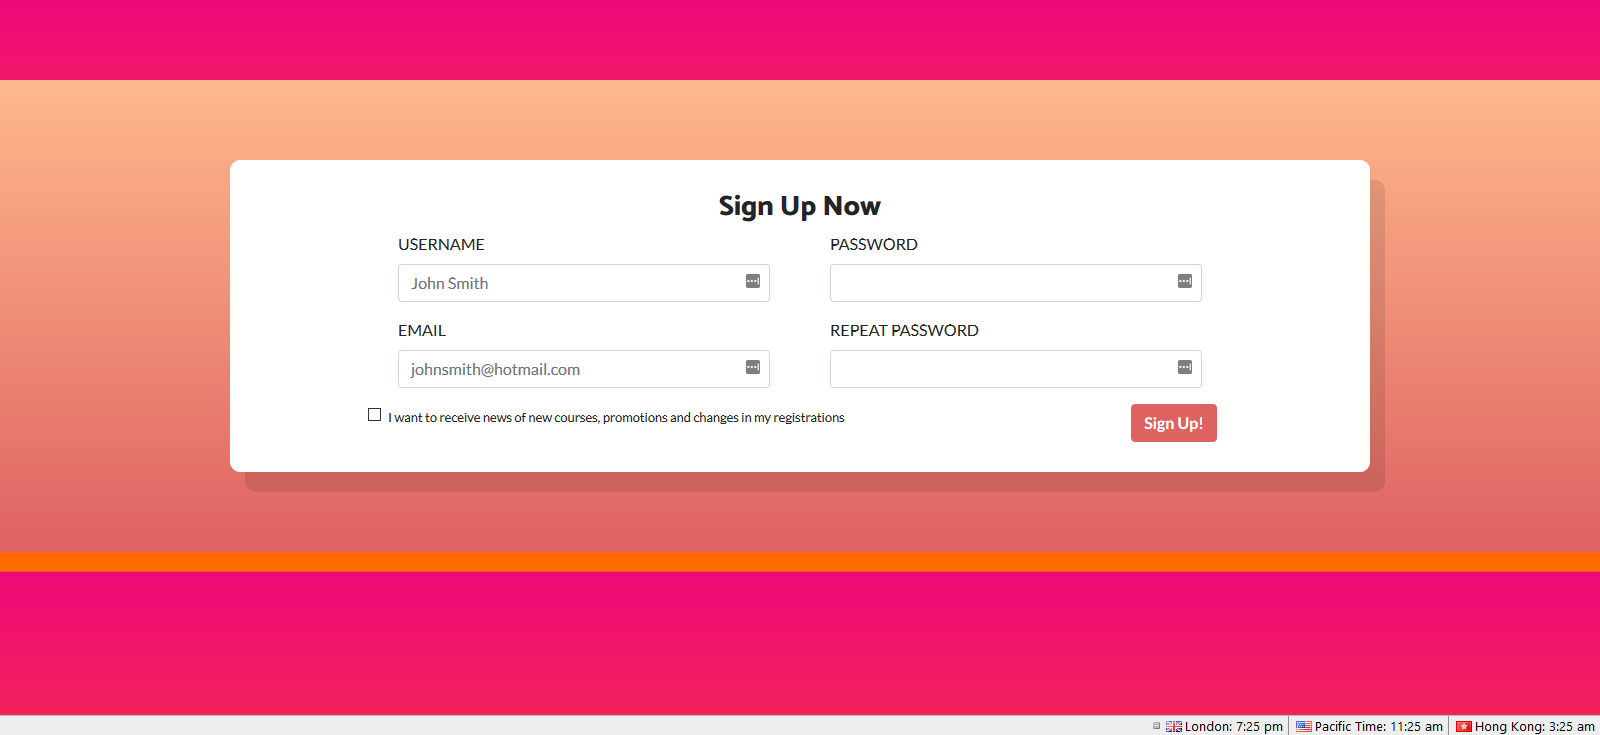 Sign Up Now
USERNAME
PASSWORD
John Smith
EMAIL
REPEAT PASSWORD
johnsmith@hotmail.com
I want to receive news of new courses, promotions and changes in my registrations
Sign Up!
London: 7:25 pm
Pacific Time: 11:25 am
Hong Kong: 3:25 am